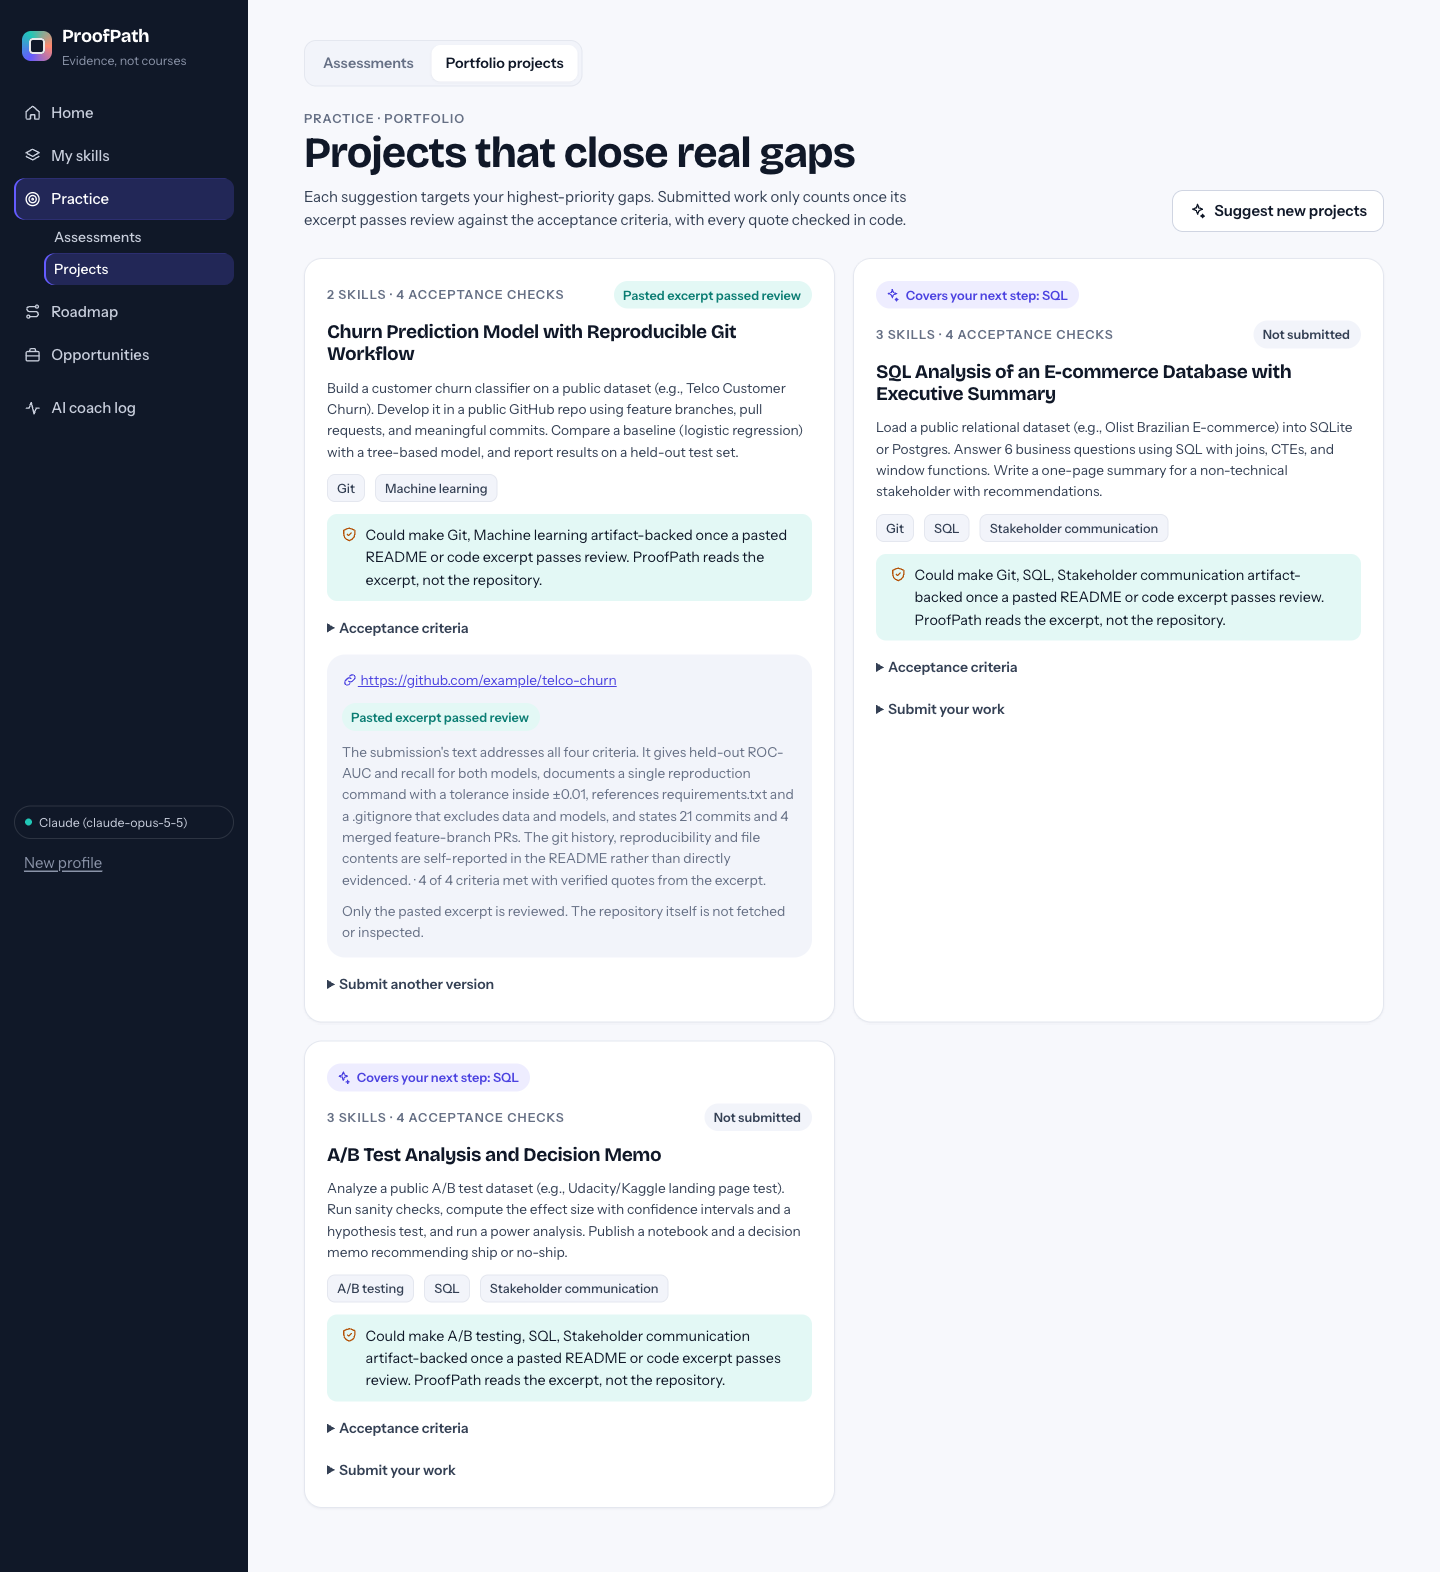 ProofPath
Evidence, not courses
Home
My skills
Practice
Assessments
Projects
Roadmap
Opportunities
AI coach log
Claude (claude-opus-5-5)
New profile
Assessments
Portfolio projects
PRACTICE · PORTFOLIO
Projects that close real gaps
Each suggestion targets your highest-priority gaps. Submitted work only counts once its
excerpt passes review against the acceptance criteria, with every quote checked in code.
Suggest new projects
2 SKILLS · 4 ACCEPTANCE CHECKS
Pasted excerpt passed review
Churn Prediction Model with Reproducible Git
Workflow
Build a customer churn classifier on a public dataset (e.g., Telco Customer
Churn). Develop it in a public GitHub repo using feature branches, pull
requests, and meaningful commits. Compare a baseline (logistic regression)
with a tree-based model, and report results on a held-out test set.
Git
Machine learning
Could make Git, Machine learning artifact-backed once a pasted
README or code excerpt passes review. ProofPath reads the
excerpt, not the repository.
Acceptance criteria
https://github.com/example/telco-churn
Pasted excerpt passed review
The submission's text addresses all four criteria. It gives held-out ROC-
AUC and recall for both models, documents a single reproduction
command with a tolerance inside ±0.01, references requirements.txt and
a .gitignore that excludes data and models, and states 21 commits and 4
merged feature-branch PRs. The git history, reproducibility and file
contents are self-reported in the README rather than directly
evidenced. · 4 of 4 criteria met with verified quotes from the excerpt.
Only the pasted excerpt is reviewed. The repository itself is not fetched
or inspected.
Submit another version
Covers your next step: SQL
3 SKILLS · 4 ACCEPTANCE CHECKS
Not submitted
SQL Analysis of an E-commerce Database with
Executive Summary
Load a public relational dataset (e.g., Olist Brazilian E-commerce) into SQLite
or Postgres. Answer 6 business questions using SQL with joins, CTEs, and
window functions. Write a one-page summary for a non-technical
stakeholder with recommendations.
Git
SQL
Stakeholder communication
Could make Git, SQL, Stakeholder communication artifact-
backed once a pasted README or code excerpt passes review.
ProofPath reads the excerpt, not the repository.
Acceptance criteria
Submit your work
Covers your next step: SQL
3 SKILLS · 4 ACCEPTANCE CHECKS
Not submitted
A/B Test Analysis and Decision Memo
Analyze a public A/B test dataset (e.g., Udacity/Kaggle landing page test).
Run sanity checks, compute the effect size with confidence intervals and a
hypothesis test, and run a power analysis. Publish a notebook and a decision
memo recommending ship or no-ship.
A/B testing
SQL
Stakeholder communication
Could make A/B testing, SQL, Stakeholder communication
artifact-backed once a pasted README or code excerpt passes
review. ProofPath reads the excerpt, not the repository.
Acceptance criteria
Submit your work